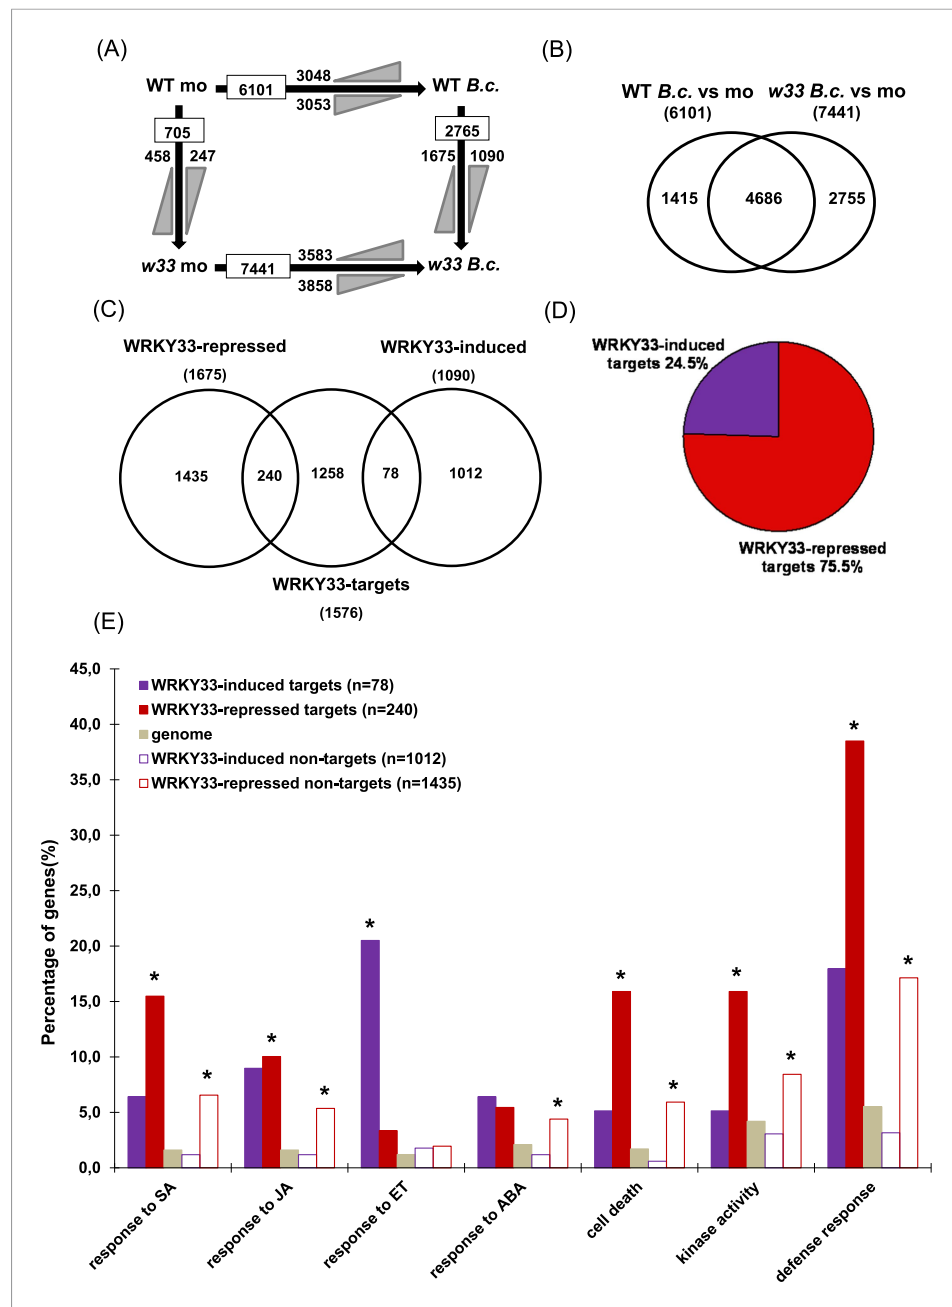 (A)
WT mo
6101
3048
3053
WT B.c.
705
458
247
2765
1675
1090
w33 mo
7441
3583
3858
w33 B.c.
(B)
WT B.c. vs mo
(6101)
w33 B.c. vs mo
(7441)
1415
4686
2755
(C)
WRKY33-repressed
(1675)
WRKY33-induced
(1090)
1435
240
1258
78
1012
WRKY33-targets
(1576)
(D)
WRKY33-induced
targets 24.5%
WRKY33-repressed
targets 75.5%
(E)
Percentage of genes(%)
45,0
40,0
35,0
30,0
25,0
20,0
15,0
10,0
5,0
0,0
WRKY33-induced targets (n=78)
WRKY33-repressed targets (n=240)
genome
WRKY33-induced non-targets (n=1012)
WRKY33-repressed non-targets (n=1435)
*
*
*
*
*
*
*
*
*
*
*
*
response to SA
response to JA
response to ET
response to ABA
cell death
kinase activity
defense response